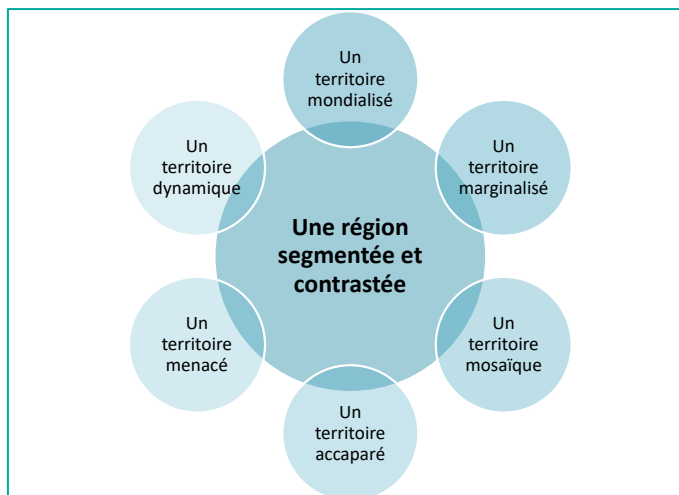 Un
territoire
mondialisé
Un
territoire
marginalisé
Un
territoire
mosaïque
Un
territoire
accaparé
Un
territoire
menacé
Un
territoire
dynamique
Une région
segmentée et
contrastée